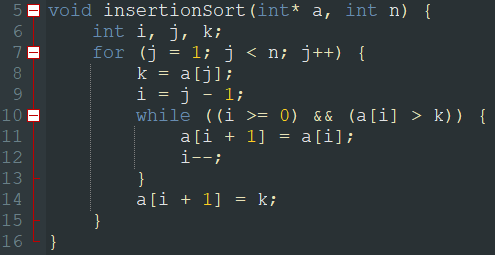 5 void insertionSort(int* a, int n) {
6     int i, j, k;
7     for (j = 1; j < n; j++) {
8         k = a[j];
9         i = j - 1;
10         while ((i >= 0) && (a[i] > k)) {
11             a[i + 1] = a[i];
12             i--;
13         }
14         a[i + 1] = k;
15     }
16 }